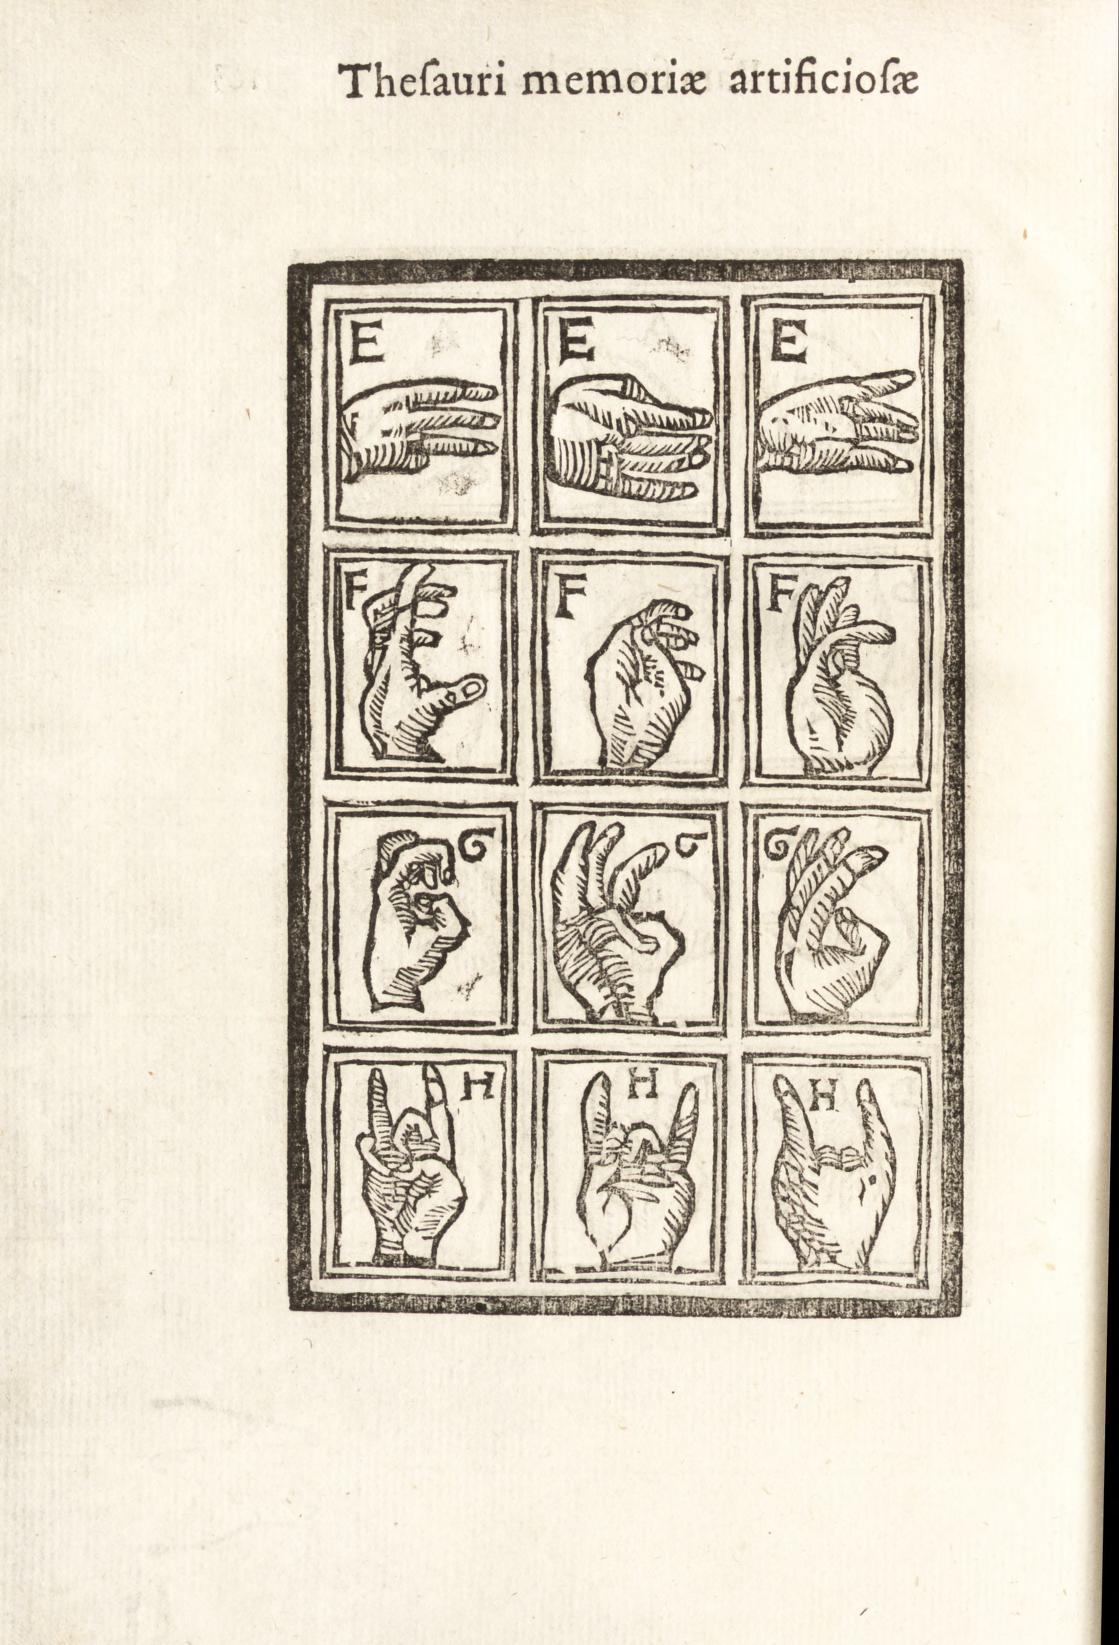 Theſauri memoriæ artificioſæ
E E E
F F F
G G G
H H H